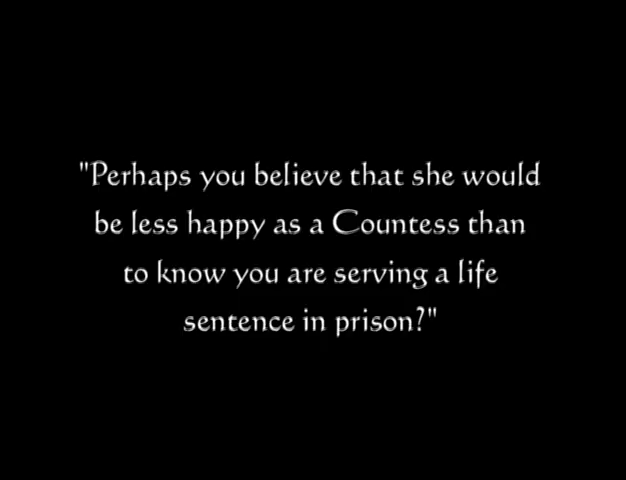 "Perhaps you believe that she would
be less happy as a Countess than
to know you are serving a life
sentence in prison?"